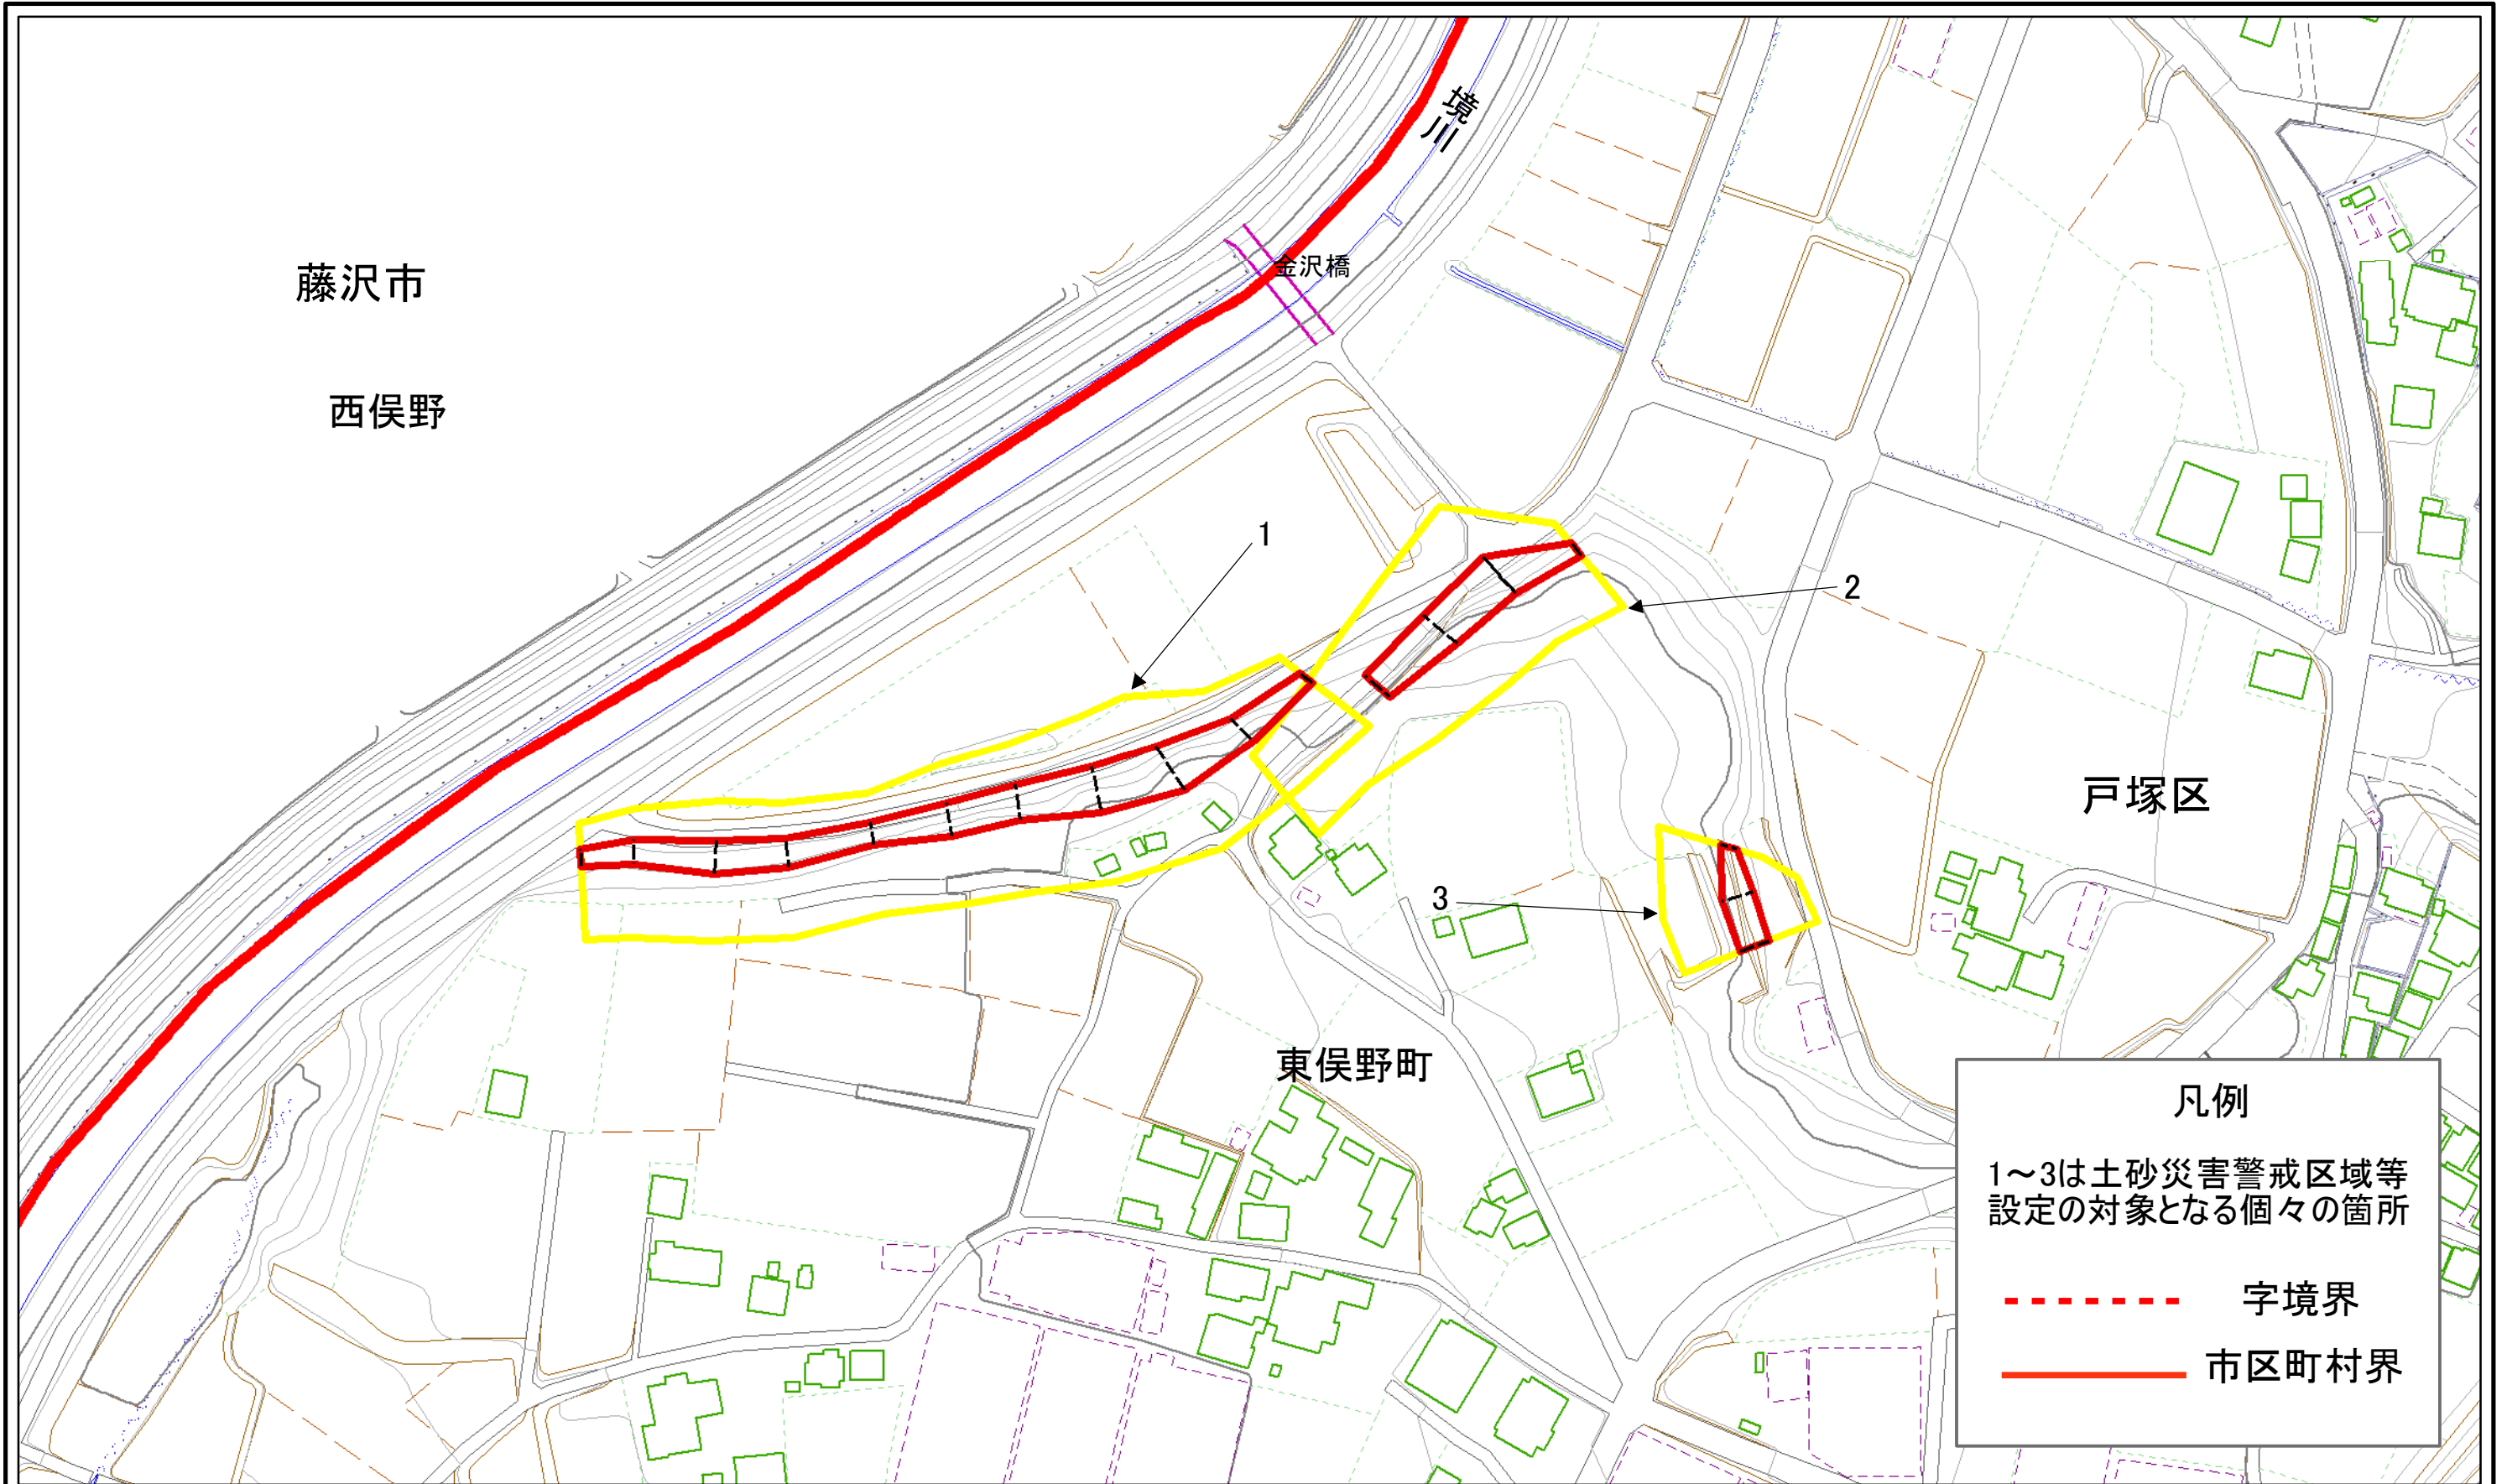 境川
金沢橋
藤沢市
西俣野
1
2
戸塚区
3
東俣野町
凡例
1～3は土砂災害警戒区域等
設定の対象となる個々の箇所
字境界
市区町村界